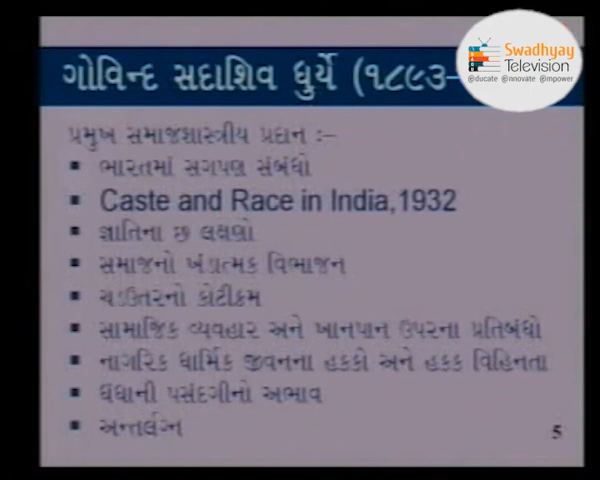 ગોવિન્દ સદાશિવ ધુર્યે (૧૮૯૩–
Swadhyay
Television
@ducate @nnovate @mpower
પ્રમુખ સમાજશાસ્ત્રીય પ્રદાન :–
▪ ભારતમાં સગપણ સંબંધો
▪ Caste and Race in India,1932
▪ જ્ઞાતિના છ લક્ષણો
▪ સમાજનો ખંડાત્મક વિભાજન
▪ ચડઉતરનો કોટીક્રમ
▪ સામાજિક વ્યવહાર અને ખાનપાન ઉપરના પ્રતિબંધો
▪ નાગરિક ધાર્મિક જીવનના હકકો અને હકક વિહિનતા
▪ ધંધાની પસંદગીનો અભાવ
▪ અન્તર્લગ્ન
5